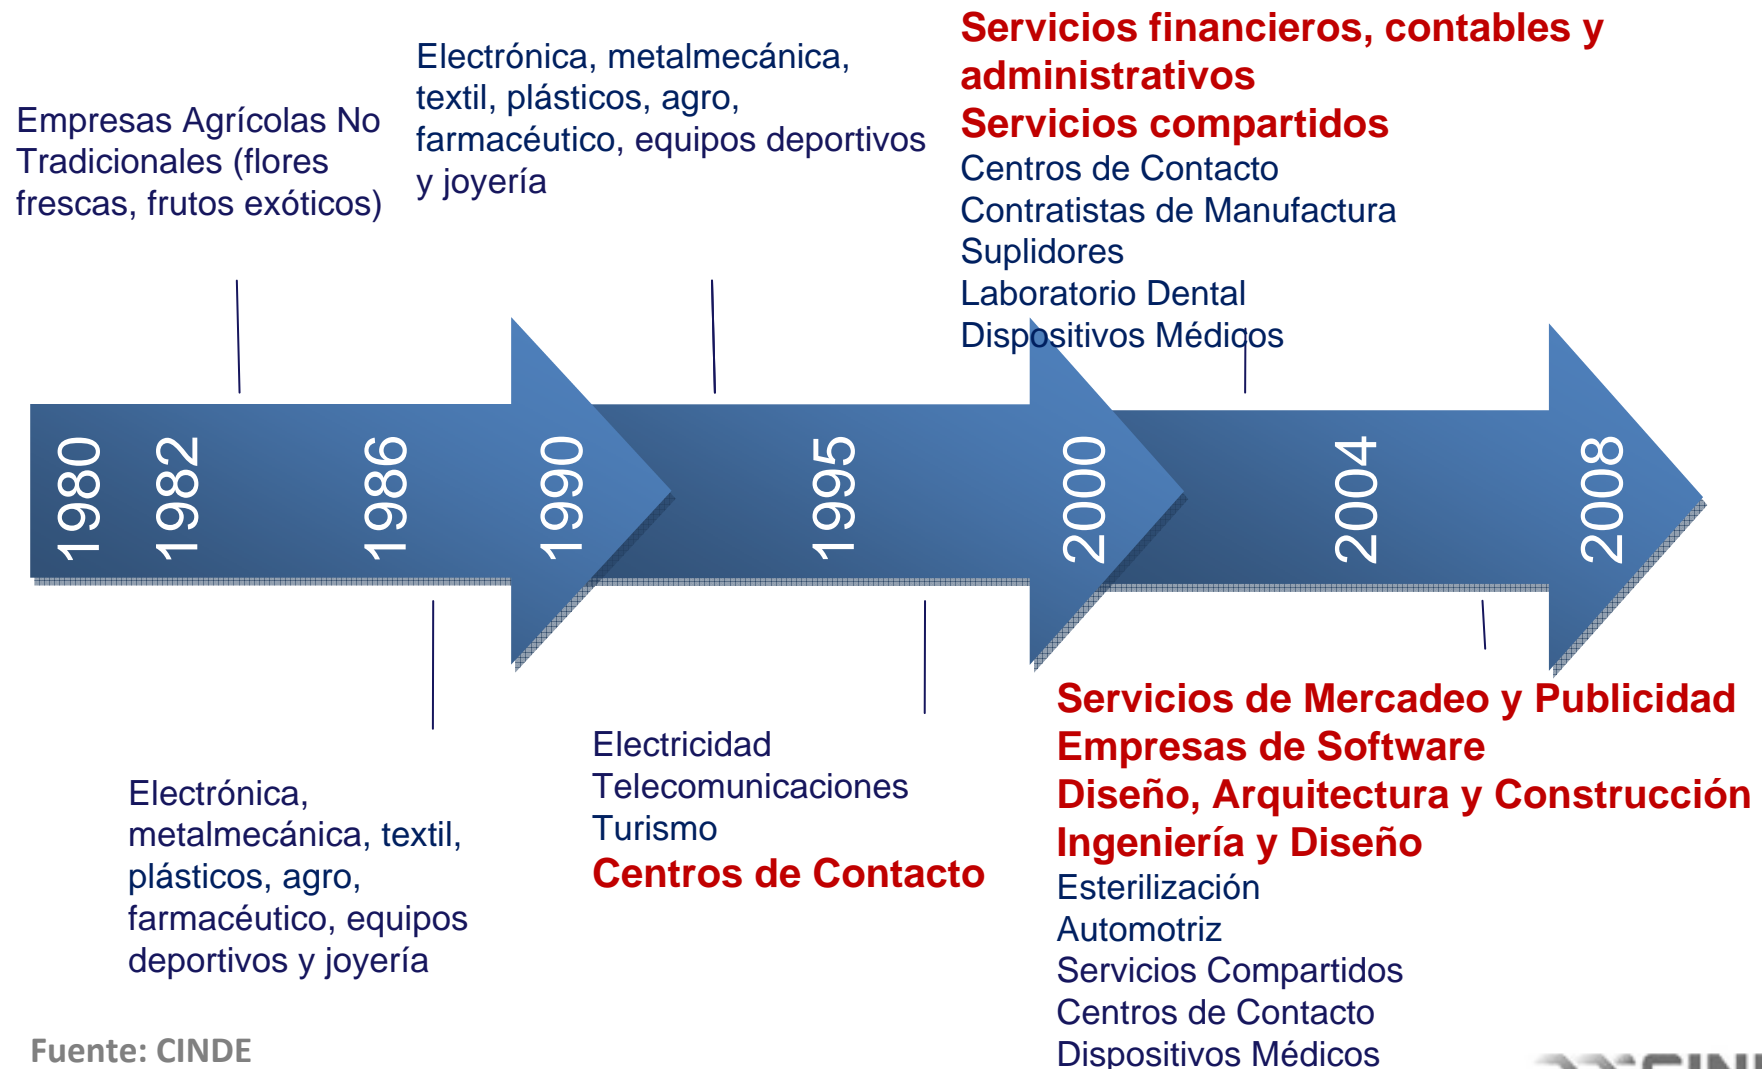 Servicios financieros, contables y
administrativos
Servicios compartidos
Centros de Contacto
Contratistas de Manufactura
Suplidores
Laboratorio Dental
Dispositivos Médicos
Electrónica, metalmecánica,
textil, plásticos, agro,
farmacéutico, equipos deportivos
y joyería
Empresas Agrícolas No
Tradicionales (flores
frescas, frutos exóticos)
1980
1982
1986
1990
1995
2000
2004
2008
Electrónica,
metalmecánica, textil,
plásticos, agro,
farmacéutico, equipos
deportivos y joyería
Electricidad
Telecomunicaciones
Turismo
Centros de Contacto
Servicios de Mercadeo y Publicidad
Empresas de Software
Diseño, Arquitectura y Construcción
Ingeniería y Diseño
Esterilización
Automotriz
Servicios Compartidos
Centros de Contacto
Dispositivos Médicos
Fuente: CINDE